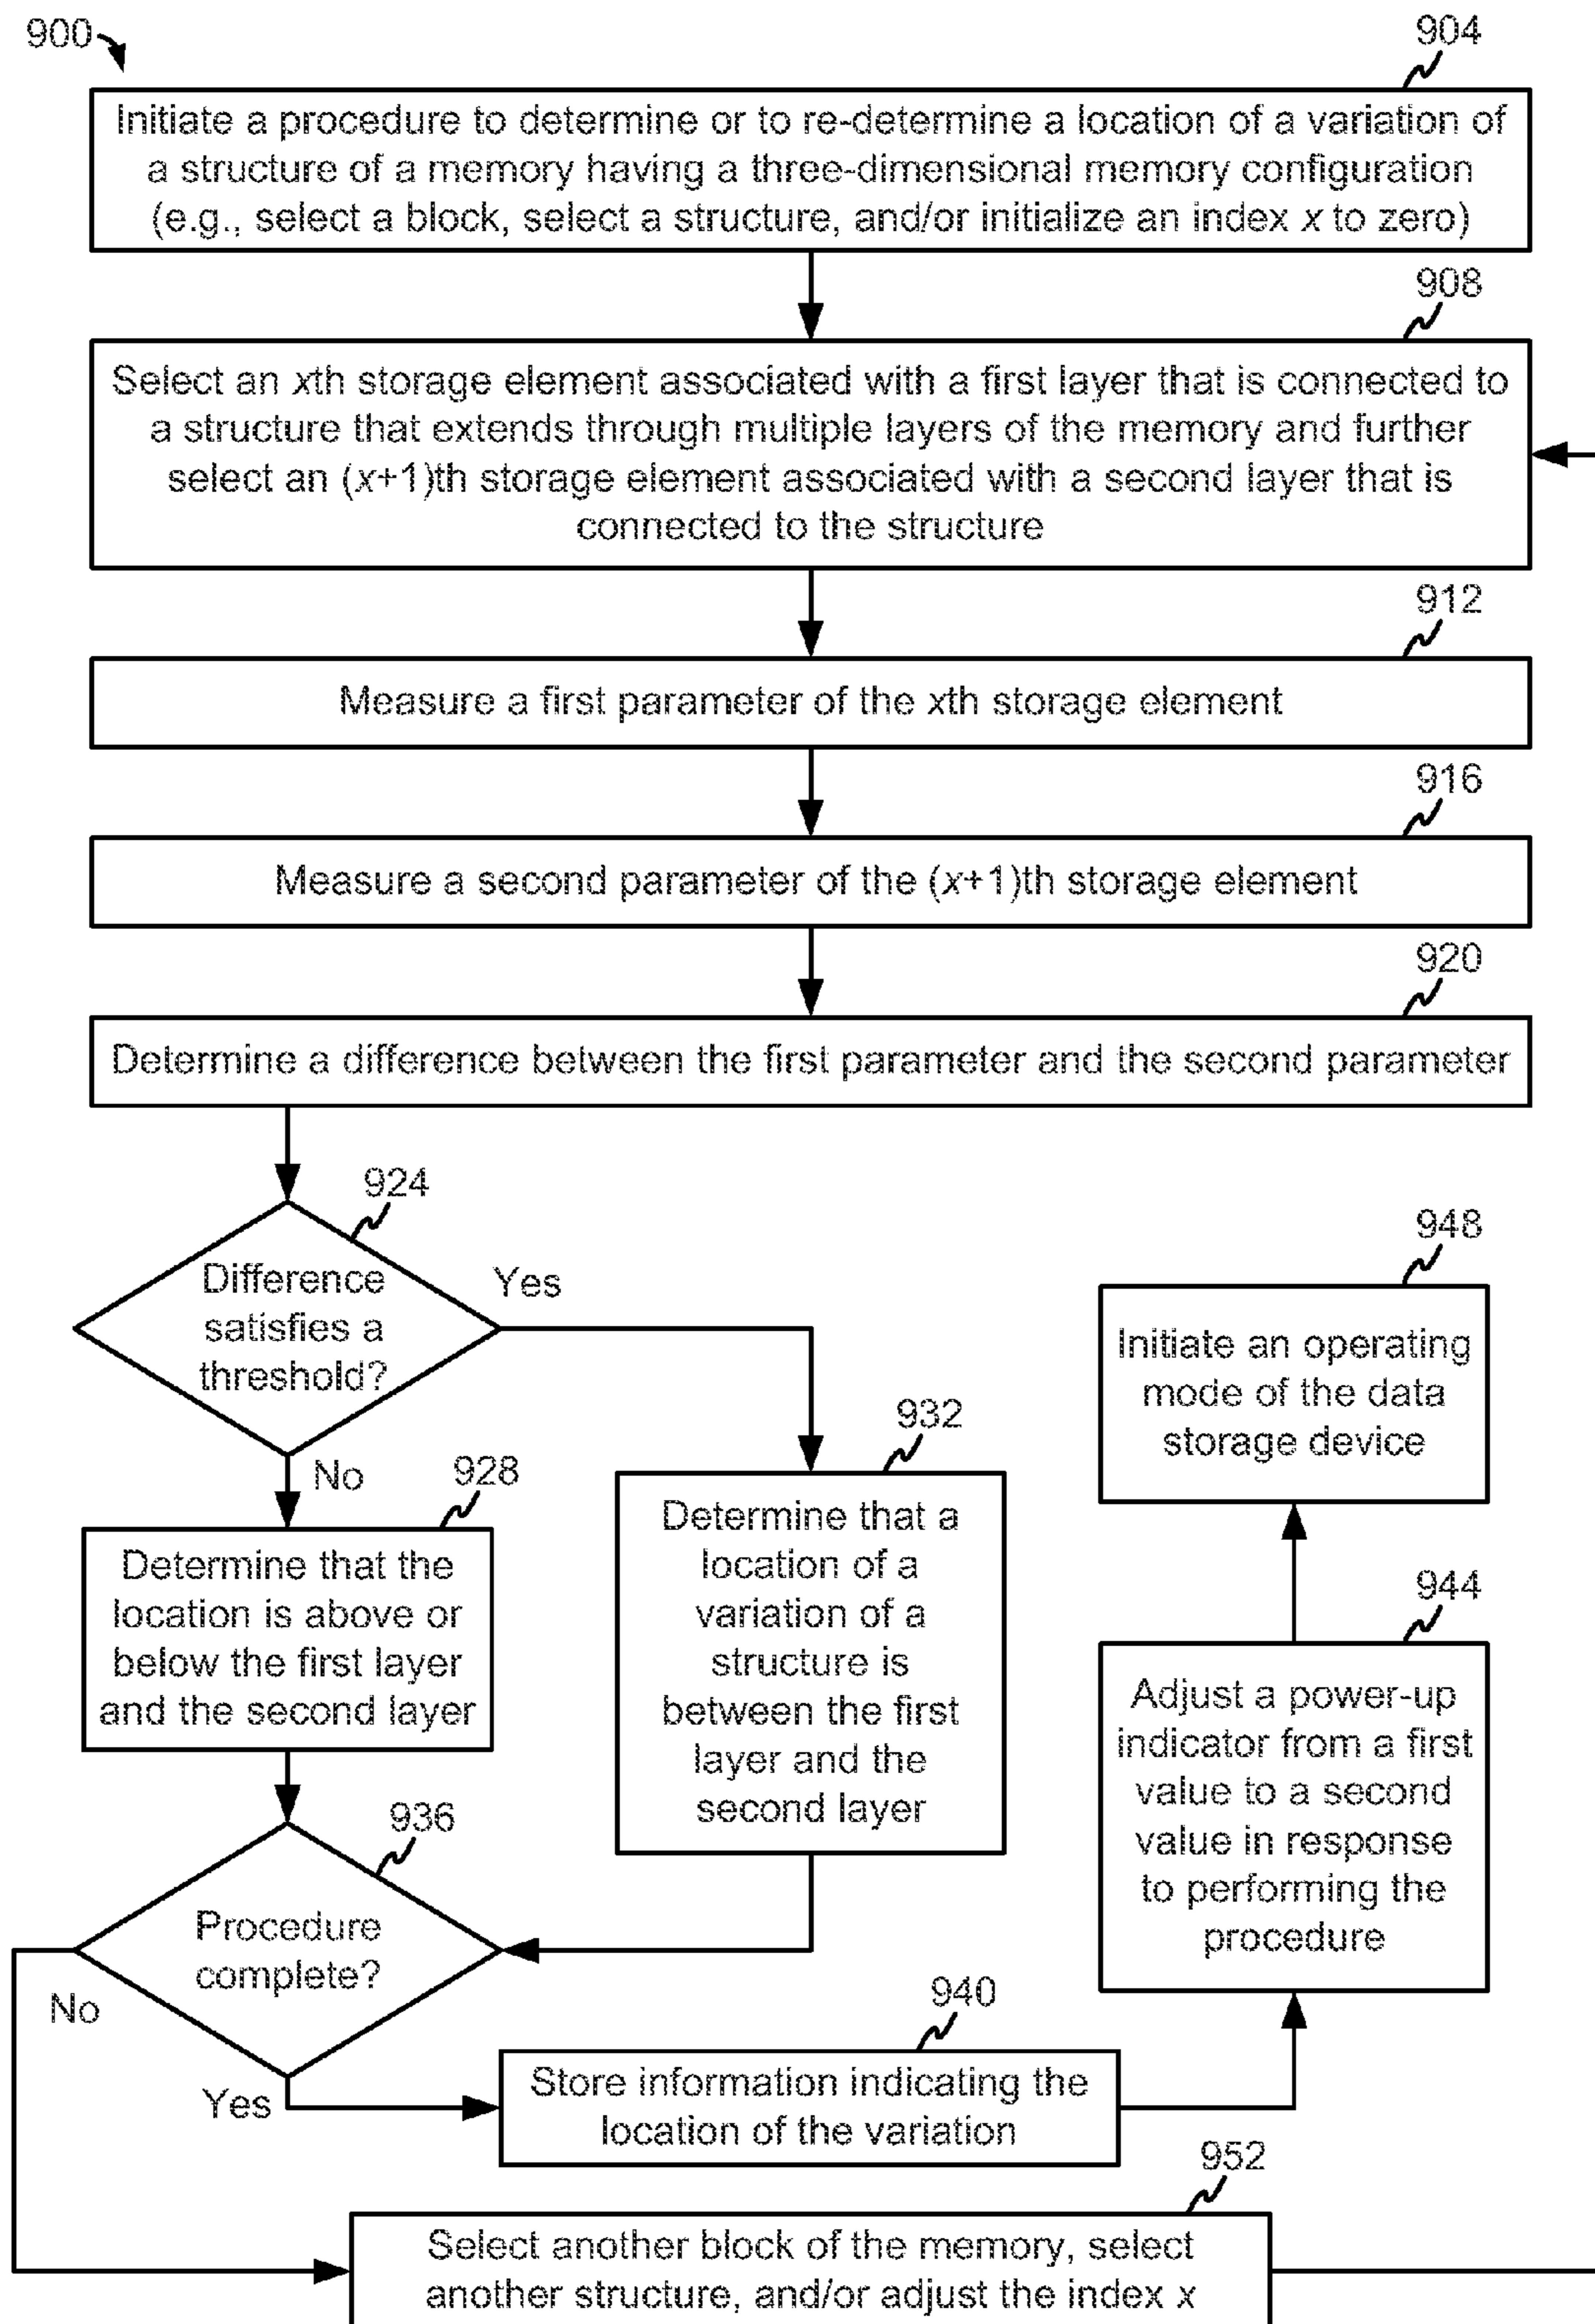 900
904
Initiate a procedure to determine or to re-determine a location of a variation of
a structure of a memory having a three-dimensional memory configuration
(e.g., select a block, select a structure, and/or initialize an index x to zero)
908
Select an xth storage element associated with a first layer that is connected to
a structure that extends through multiple layers of the memory and further
select an (x+1)th storage element associated with a second layer that is
connected to the structure
912
Measure a first parameter of the xth storage element
916
Measure a second parameter of the (x+1)th storage element
920
Determine a difference between the first parameter and the second parameter
924
Difference
satisfies a
threshold?
Yes
No
928
Determine that the
location is above or
below the first layer
and the second layer
932
Determine that a
location of a
variation of a
structure is
between the first
layer and the
second layer
936
Procedure
complete?
No
Yes
940
Store information indicating the
location of the variation
944
Adjust a power-up
indicator from a first
value to a second
value in response
to performing the
procedure
948
Initiate an operating
mode of the data
storage device
952
Select another block of the memory, select
another structure, and/or adjust the index x